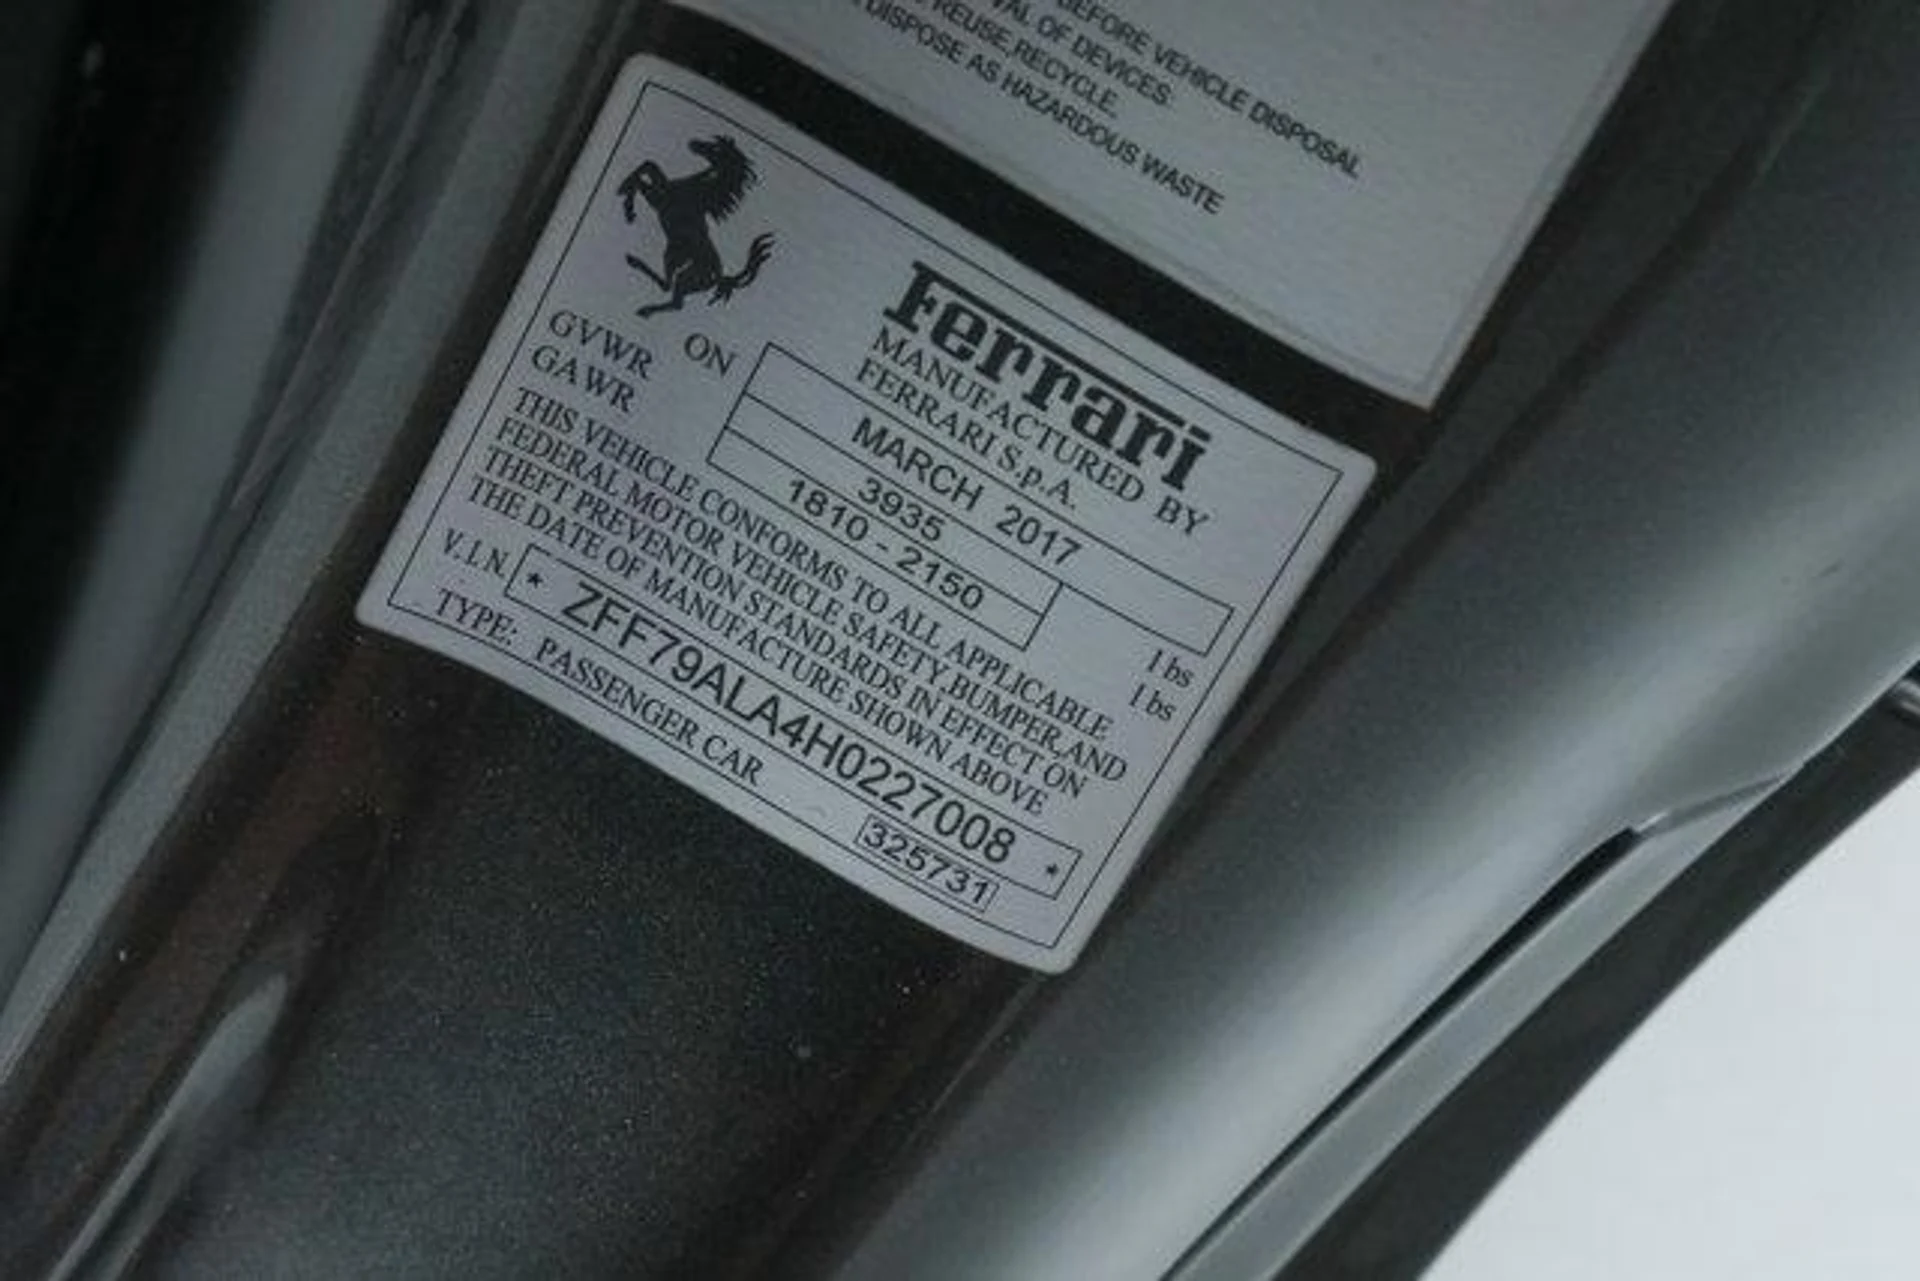 BEFORE VEHICLE DISPOSAL
OF DEVICES.
REUSE, RECYCLE.
DISPOSE AS HAZARDOUS WASTE
Ferrari
MANUFACTURED BY
FERRARI S.p.A.
ON MARCH 2017
GVWR 3935 lbs
GAWR 1810 - 2150 lbs
THIS VEHICLE CONFORMS TO ALL APPLICABLE
FEDERAL MOTOR VEHICLE SAFETY, BUMPER, AND
THEFT PREVENTION STANDARDS IN EFFECT ON
THE DATE OF MANUFACTURE SHOWN ABOVE
V.I.N. * ZFF79ALA4H0227008 *
TYPE: PASSENGER CAR 325731